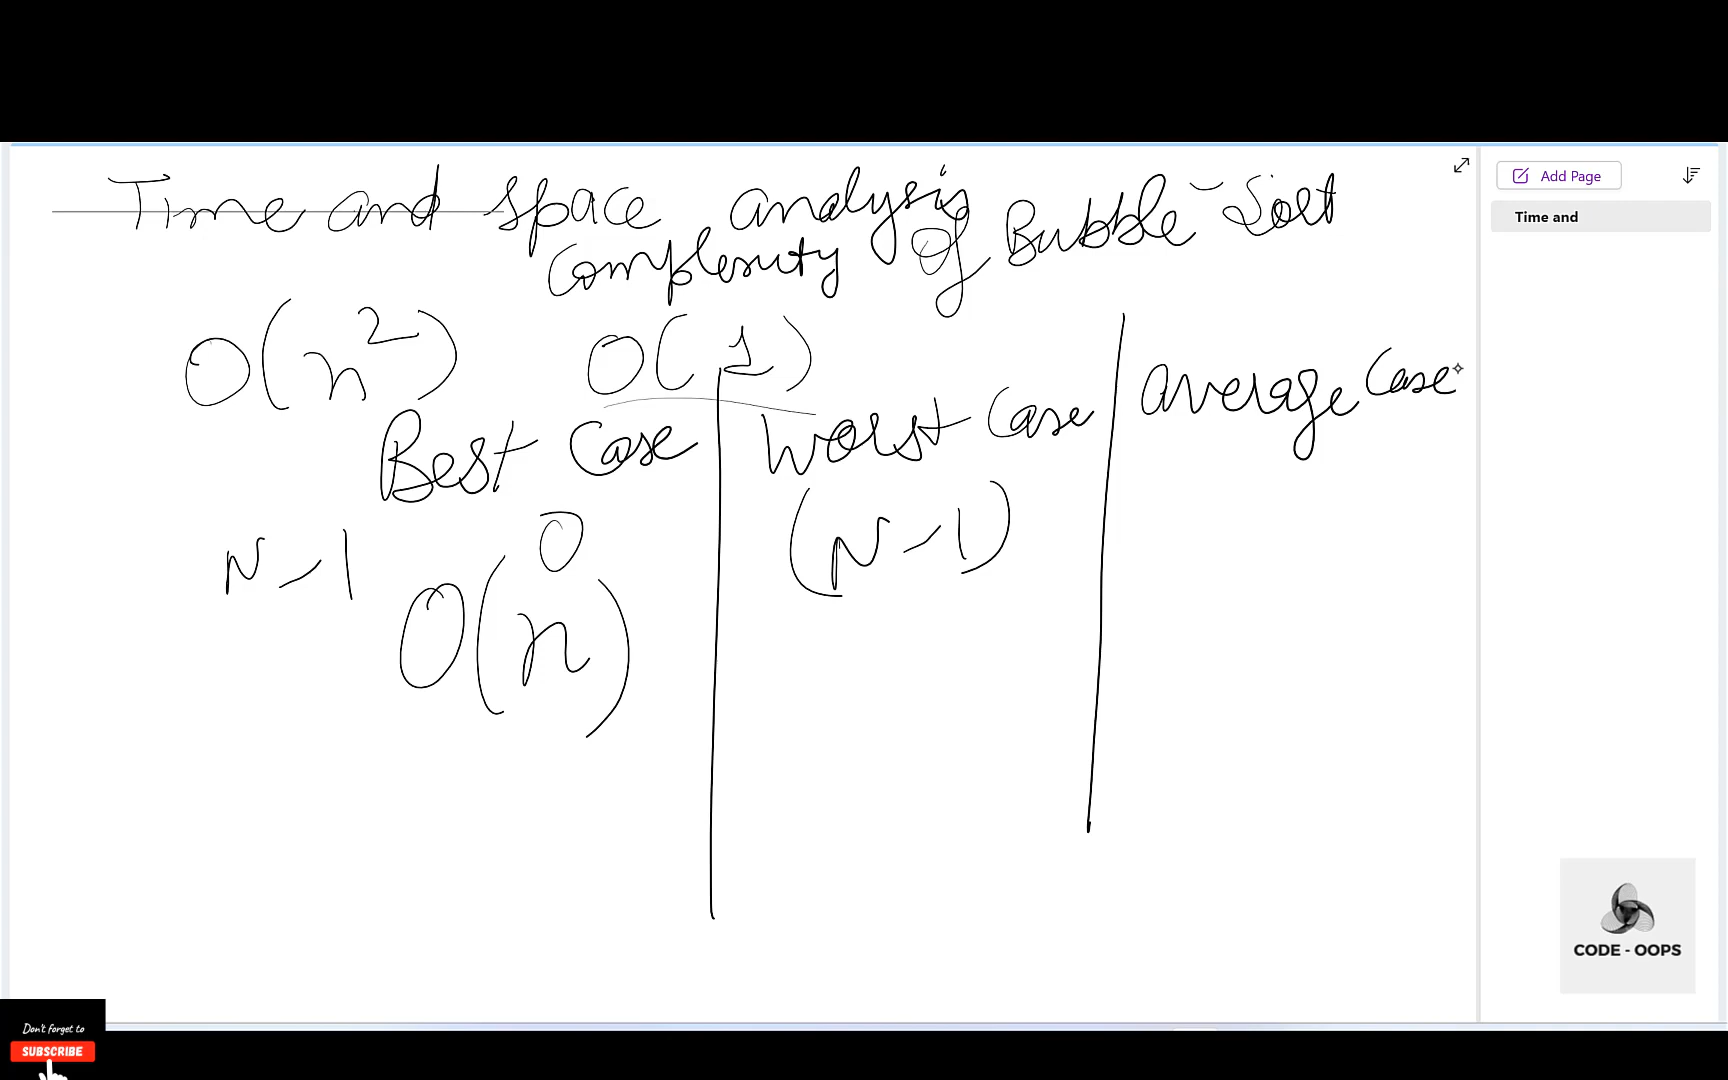 Time and space analysis
complexity of Bubble-Sort
O(n²) O(1)
Best Case
Worst Case
average Case
N-1
0
O(n)
(N-1)
Add Page
Time and
CODE - OOPS
Don't forget to
SUBSCRIBE